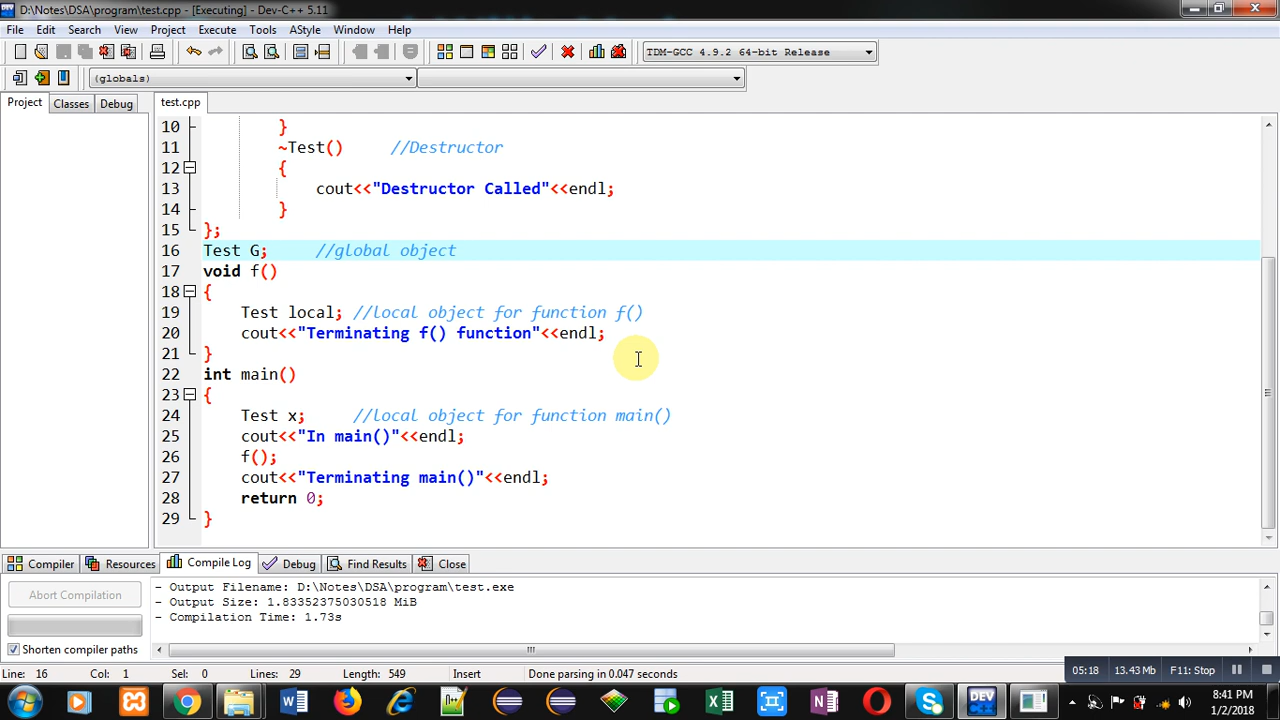 D:\Notes\DSA\program\test.cpp - [Executing] - Dev-C++ 5.11
File Edit Search View Project Execute Tools AStyle Window Help
TDM-GCC 4.9.2 64-bit Release
(globals)
Project Classes Debug test.cpp
10 }
11 ~Test() //Destructor
12 {
13 cout<<"Destructor Called"<<endl;
14 }
15 };
16 Test G; //global object
17 void f()
18 {
19 Test local; //local object for function f()
20 cout<<"Terminating f() function"<<endl;
21 }
22 int main()
23 {
24 Test x; //local object for function main()
25 cout<<"In main()"<<endl;
26 f();
27 cout<<"Terminating main()"<<endl;
28 return 0;
29 }
Compiler Resources Compile Log Debug Find Results Close
Abort Compilation
Shorten compiler paths
- Output Filename: D:\Notes\DSA\program\test.exe
- Output Size: 1.83352375030518 MiB
- Compilation Time: 1.73s
Line: 16 Col: 1 Sel: 0 Lines: 29 Length: 549 Insert Done parsing in 0.047 seconds
05:18 13.43 Mb F11: Stop
8:41 PM
1/2/2018